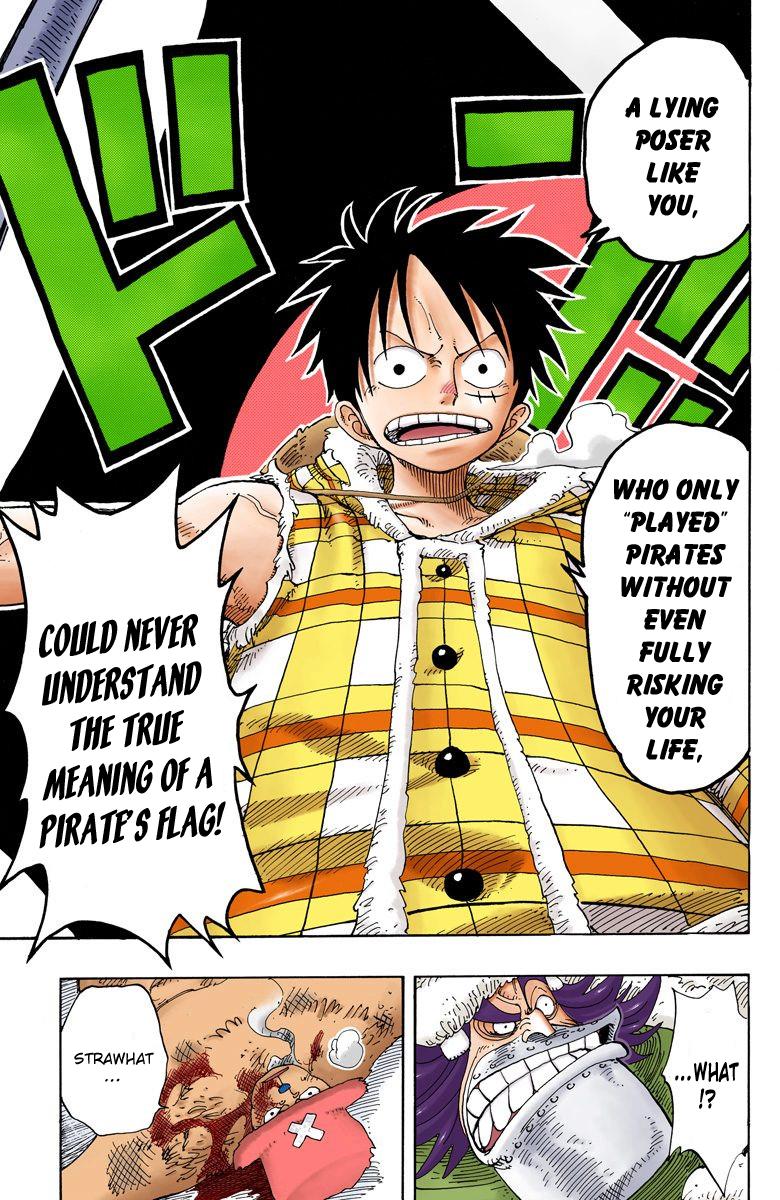 A LYING
POSER
LIKE
YOU,
WHO ONLY
“PLAYED”
PIRATES
WITHOUT
EVEN
FULLY
RISKING
YOUR
LIFE,
ド
COULD NEVER
UNDERSTAND
THE TRUE
MEANING OF A
PIRATE'S FLAG!
...WHAT
!?
STRAWHAT
...